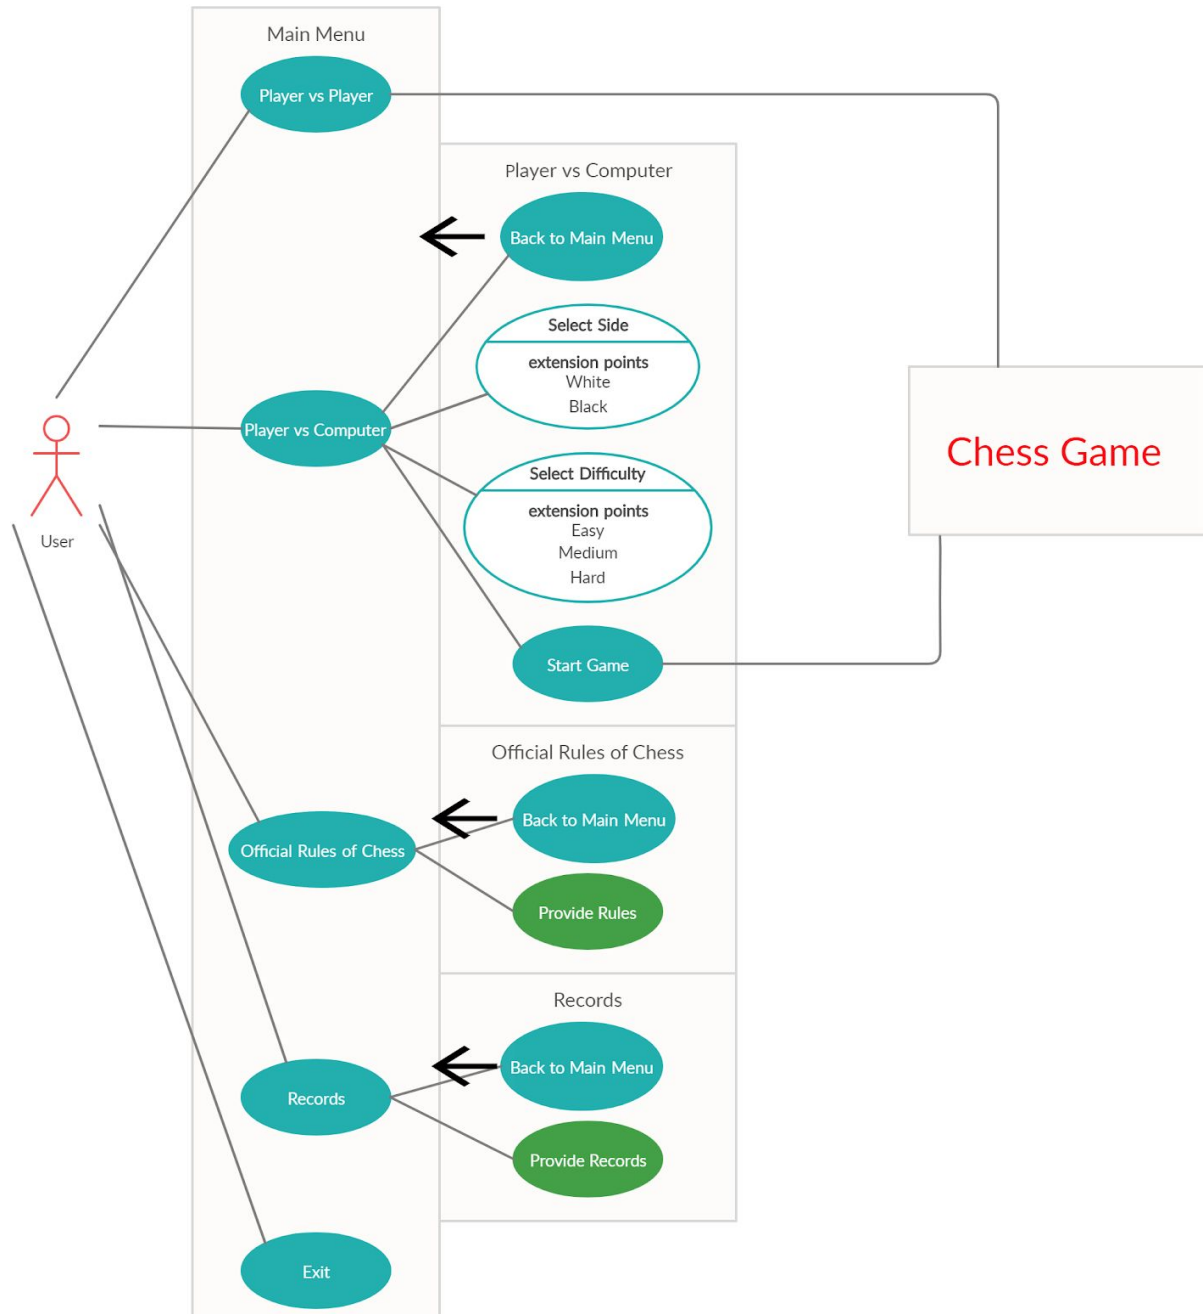 Main Menu
Player vs Player
Player vs Computer
Back to Main Menu
Select Side
extension points
White
Black
Player vs Computer
Select Difficulty
extension points
Easy
Medium
Hard
Start Game
Chess Game
User
Official Rules of Chess
Back to Main Menu
Official Rules of Chess
Provide Rules
Records
Back to Main Menu
Records
Provide Records
Exit